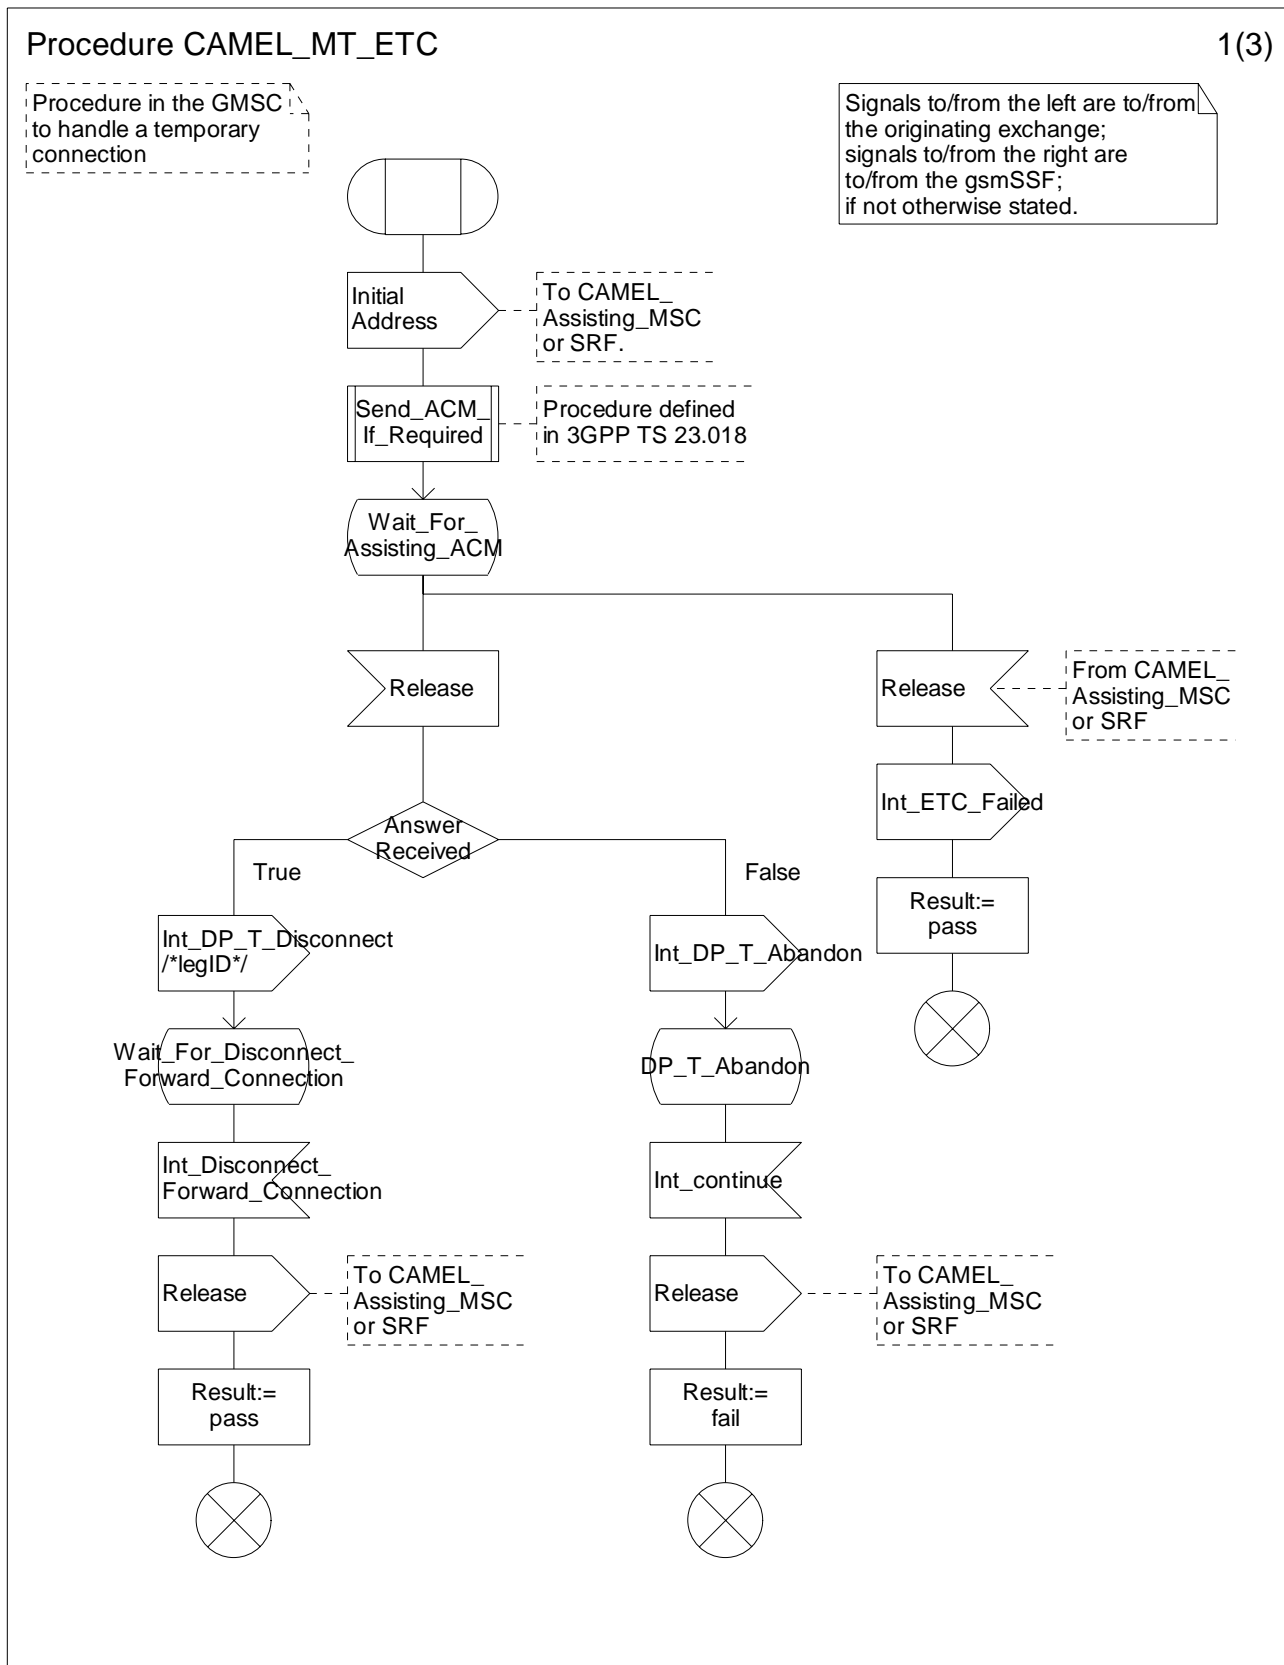 Procedure CAMEL_MT_ETC
1(3)
Procedure in the GMSC
to handle a temporary
connection
Signals to/from the left are to/from
the originating exchange;
signals to/from the right are
to/from the gsmSSF;
if not otherwise stated.
Initial
Address
To CAMEL_
Assisting_MSC
or SRF.
Send_ACM_
If_Required
Procedure defined
in 3GPP TS 23.018
Wait_For_
Assisting_ACM
Release
Release
From CAMEL_
Assisting_MSC
or SRF
Int_ETC_Failed
Answer
Received
True
False
Result:=
pass
Int_DP_T_Disconnect
/*legID*/
Int_DP_T_Abandon
Wait_For_Disconnect_
Forward_Connection
DP_T_Abandon
Int_Disconnect_
Forward_Connection
Int_continue
Release
To CAMEL_
Assisting_MSC
or SRF
Release
To CAMEL_
Assisting_MSC
or SRF
Result:=
pass
Result:=
fail